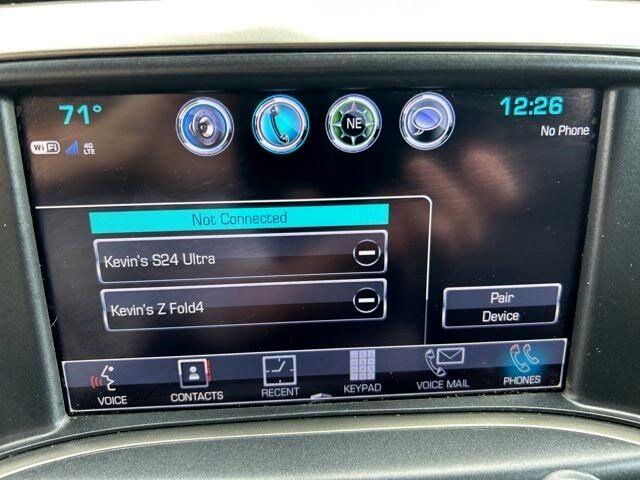 71°
NE
12:26
No Phone
WiFi
4G
LTE
Not Connected
Kevin's S24 Ultra
Kevin's Z Fold4
Pair
Device
VOICE
CONTACTS
RECENT
KEYPAD
VOICE MAIL
PHONES